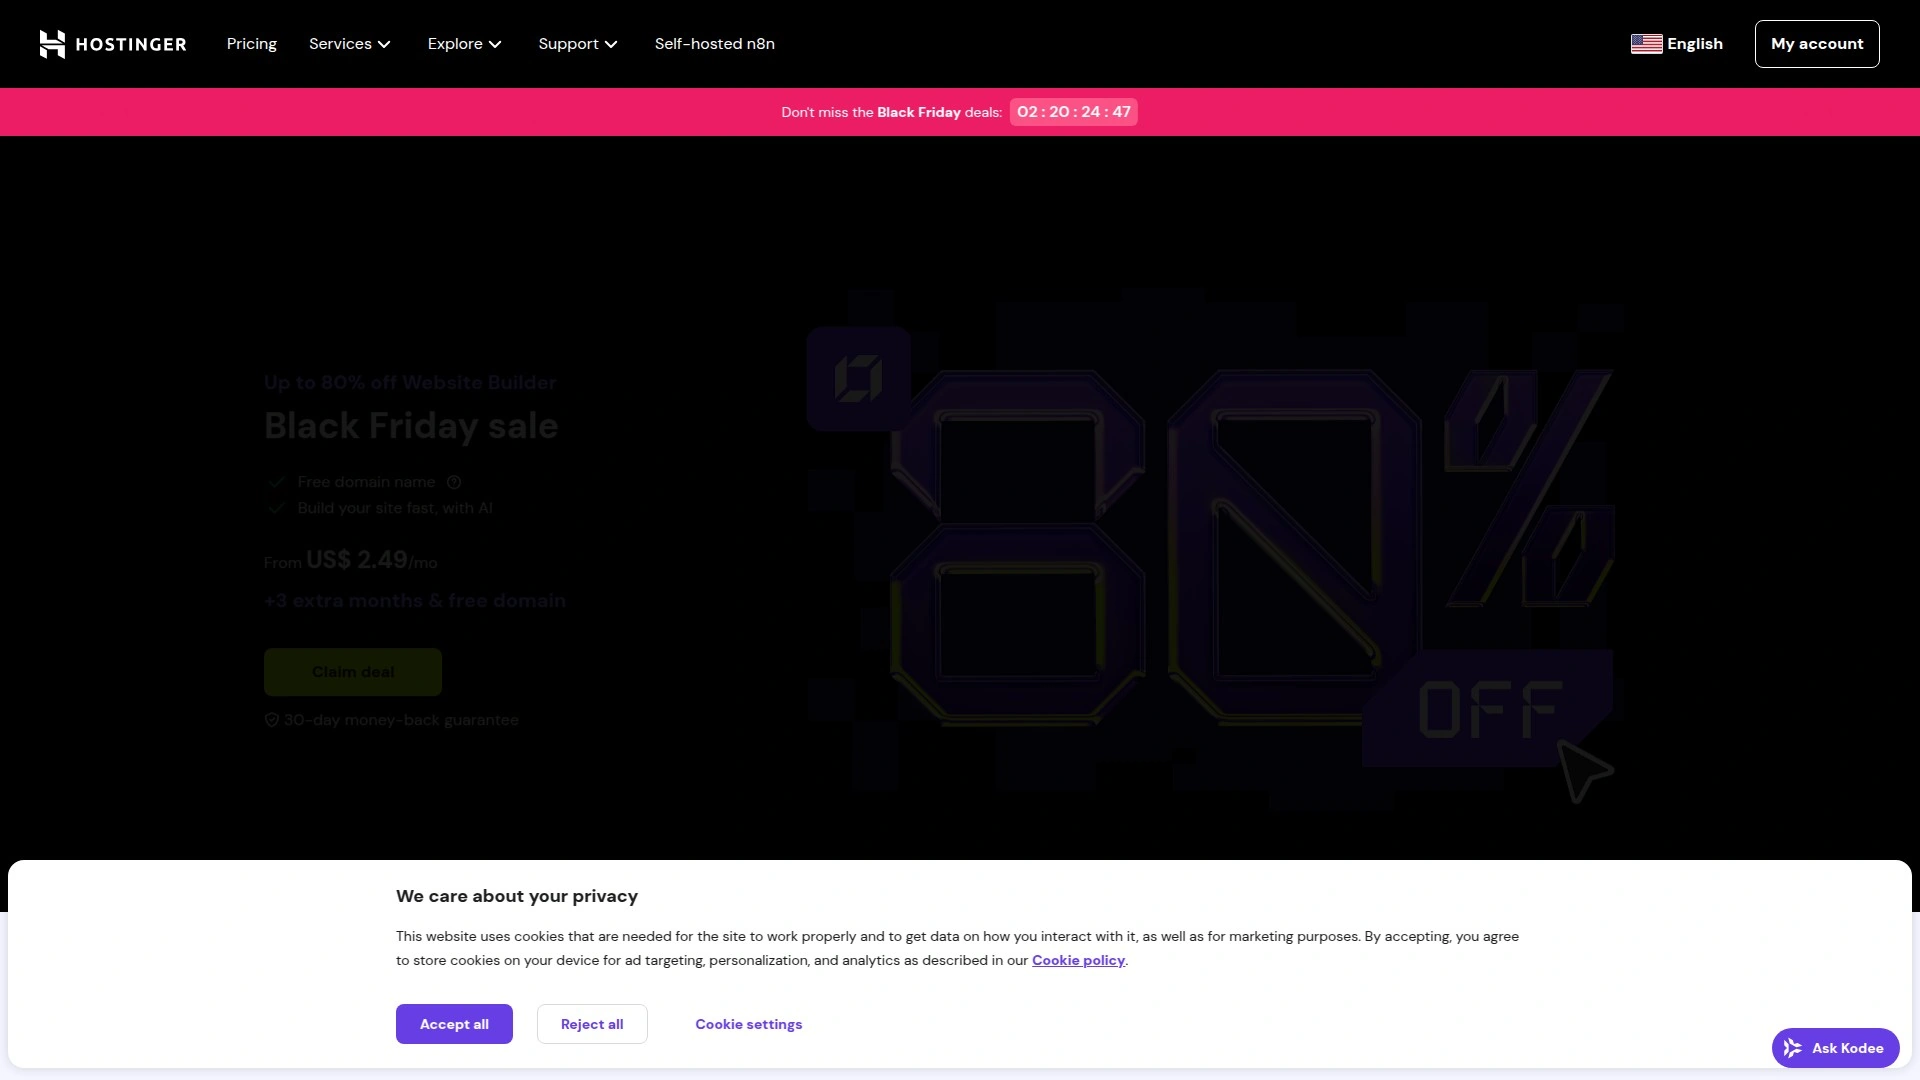 HOSTINGER
Pricing
Services
Explore
Support
Self-hosted n8n
English
My account
Don't miss the Black Friday deals: 02 : 20 : 24 : 47
Up to 80% off Website Builder
Black Friday sale
Free domain name
Build your site fast, with AI
From US$ 2.49/mo
+3 extra months & free domain
Claim deal
30-day money-back guarantee
80%
OFF
We care about your privacy
This website uses cookies that are needed for the site to work properly and to get data on how you interact with it, as well as for marketing purposes. By accepting, you agree
to store cookies on your device for ad targeting, personalization, and analytics as described in our Cookie policy.
Accept all
Reject all
Cookie settings
Ask Kodee